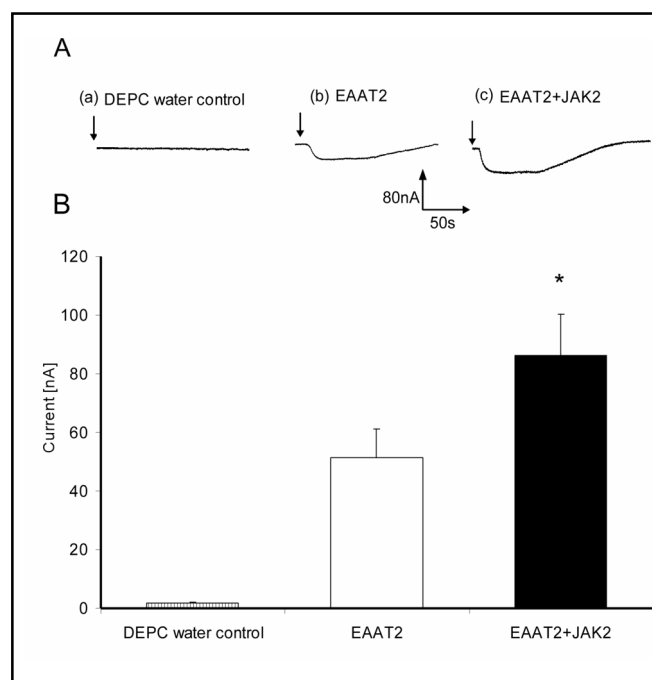 A
(a) DEPC water control
(b) EAAT2
(c) EAAT2+JAK2
80nA
50s
B
120
100
80
60
40
20
0
Current [nA]
*
DEPC water control
EAAT2
EAAT2+JAK2